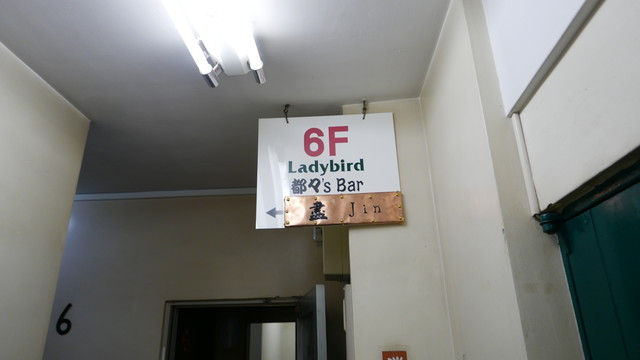 6F
Ladybird
都々's Bar
盡 Jin
6